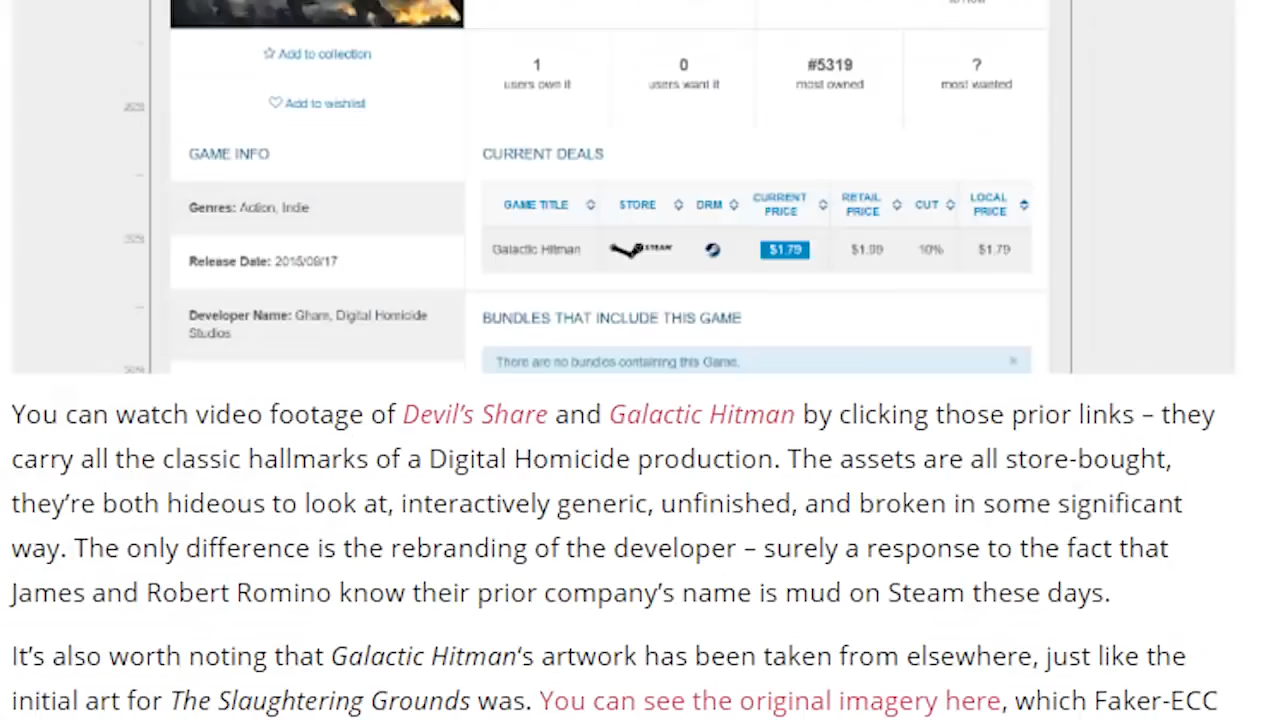 Add to collection
1
0
#5319
?
users own it
users want it
most owned
most wanted
Add to wishlist
GAME INFO
CURRENT DEALS
GAME TITLE
STORE
DRM
CURRENT PRICE
RETAIL PRICE
CUT
LOCAL PRICE
Genres: Action, Indie
Galactic Hitman
STEAM
$1.79
$1.99
10%
$1.79
Release Date: 2015/09/17
Developer Name: Gham, Digital Homicide
Studios
BUNDLES THAT INCLUDE THIS GAME
There are no bundles containing this Game.
You can watch video footage of Devil's Share and Galactic Hitman by clicking those prior links – they
carry all the classic hallmarks of a Digital Homicide production. The assets are all store-bought,
they're both hideous to look at, interactively generic, unfinished, and broken in some significant
way. The only difference is the rebranding of the developer – surely a response to the fact that
James and Robert Romino know their prior company's name is mud on Steam these days.
It's also worth noting that Galactic Hitman‘s artwork has been taken from elsewhere, just like the
initial art for The Slaughtering Grounds was. You can see the original imagery here, which Faker-ECC